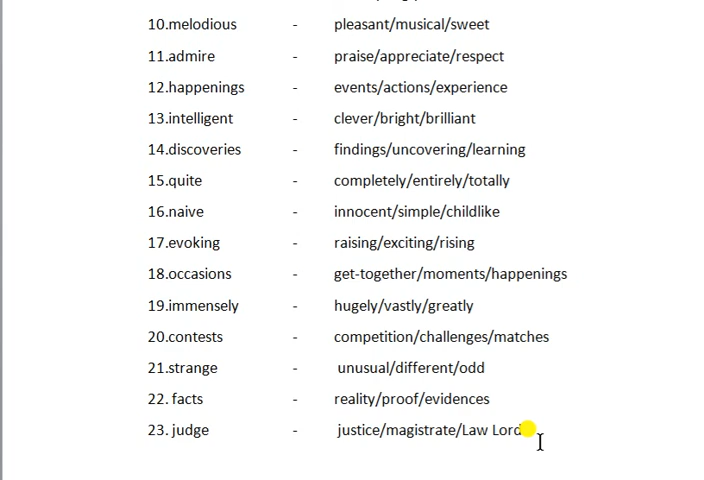 10.melodious - pleasant/musical/sweet
11.admire - praise/appreciate/respect
12.happenings - events/actions/experience
13.intelligent - clever/bright/brilliant
14.discoveries - findings/uncovering/learning
15.quite - completely/entirely/totally
16.naive - innocent/simple/childlike
17.evoking - raising/exciting/rising
18.occasions - get-together/moments/happenings
19.immensely - hugely/vastly/greatly
20.contests - competition/challenges/matches
21.strange - unusual/different/odd
22. facts - reality/proof/evidences
23. judge - justice/magistrate/Law Lord